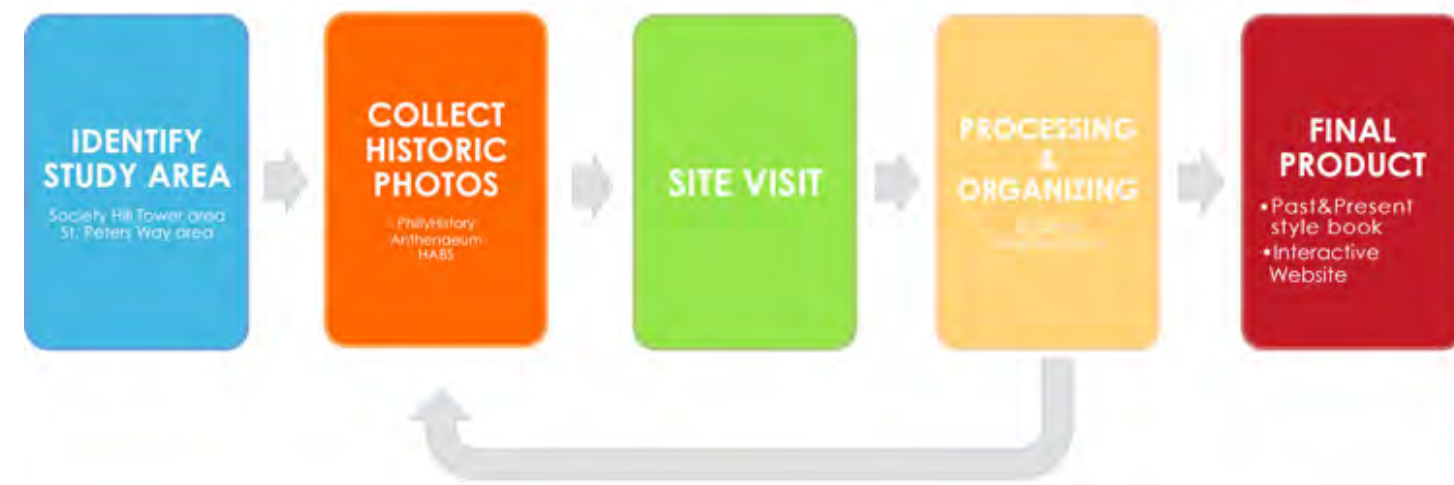 IDENTIFY
STUDY AREA
Society Hill Tower area
St. Peters Way area
COLLECT
HISTORIC
PHOTOS
PhillyHistory
Anthenaeum
HABS
SITE VISIT
PROCESSING
&
ORGANIZING
FINAL
PRODUCT
•Past&Present
style book
•Interactive
Website